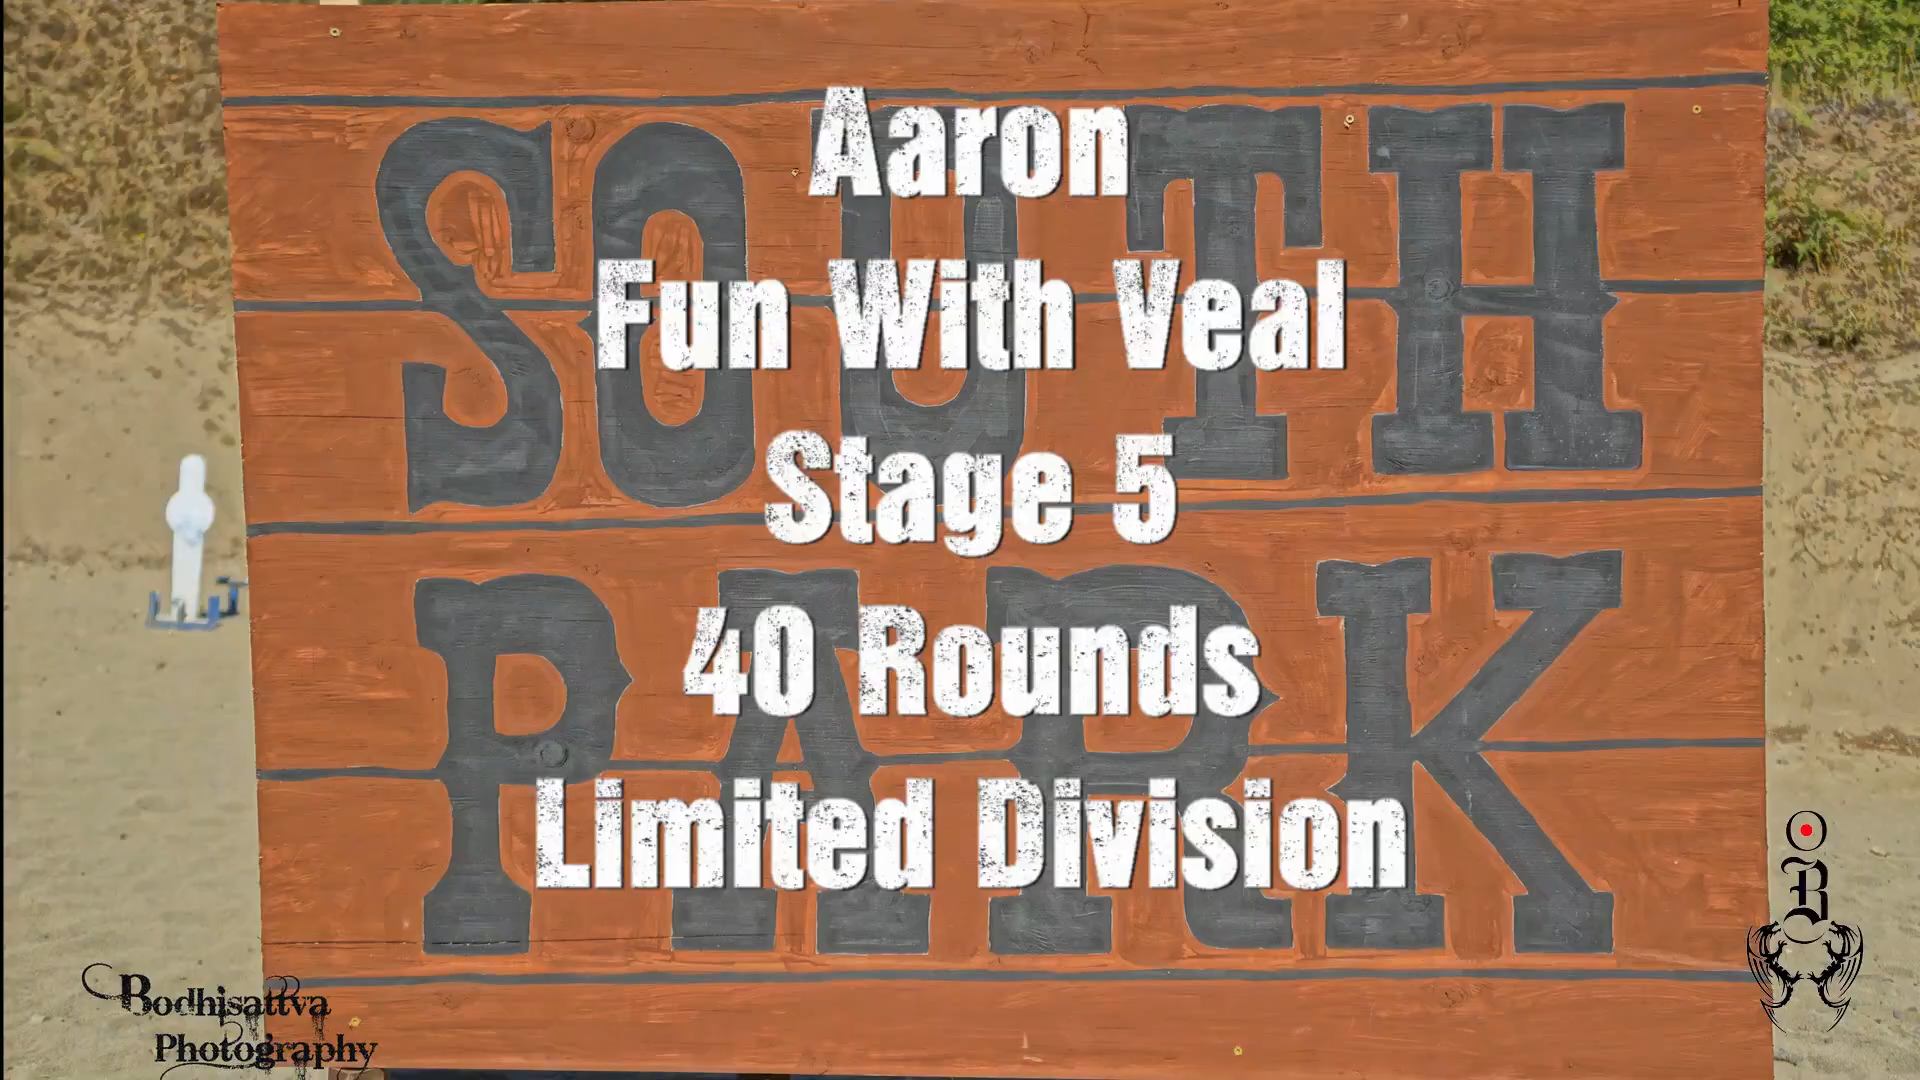 Aaron
Fun With Veal
Stage 5
40 Rounds
Limited Division
SOUTH
PARK
Bodhisattva
Photography
B